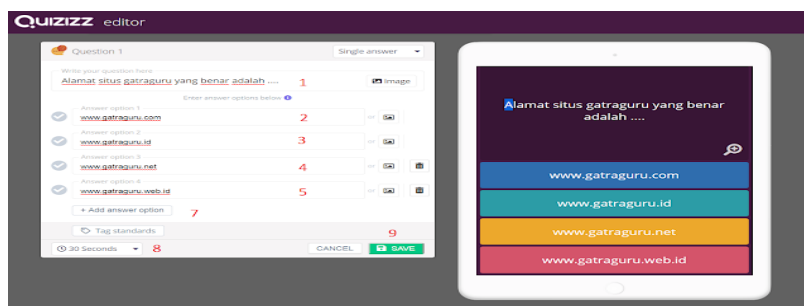 QUIZIZZ editor
Question 1
Single answer
Write your question here
Alamat situs gatraguru yang benar adalah ....
1
image
Enter answer options below
Answer option 1
www.gatraguru.com
2
or
Answer option 2
www.gatraguru.id
3
or
Answer option 3
www.gatraguru.net
4
or
Answer option 4
www.gatraguru.web.id
5
or
+ Add answer option
7
Tag standards
9
30 Seconds
8
CANCEL
SAVE
Alamat situs gatraguru yang benar
adalah ....
www.gatraguru.com
www.gatraguru.id
www.gatraguru.net
www.gatraguru.web.id